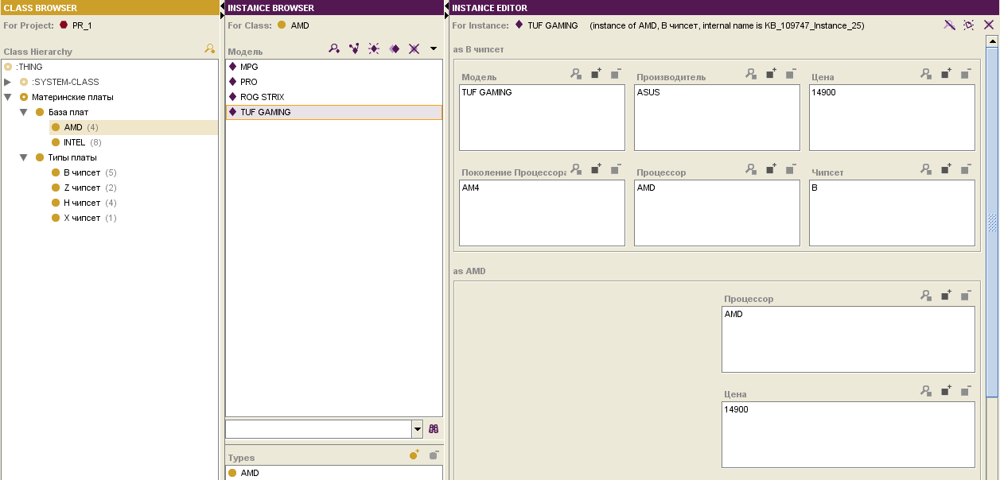 CLASS BROWSER
For Project: PR_1
Class Hierarchy
:THING
:SYSTEM-CLASS
Материнские платы
База плат
AMD (4)
INTEL (8)
Типы платы
B чипсет (5)
Z чипсет (2)
H чипсет (4)
X чипсет (1)
INSTANCE BROWSER
For Class: AMD
Модель
MPG
PRO
ROG STRIX
TUF GAMING
Types
AMD
INSTANCE EDITOR
For Instance: TUF GAMING (instance of AMD, B чипсет, internal name is KB_109747_Instance_25)
as B чипсет
Модель Производитель Цена
TUF GAMING ASUS 14900
Поколение Процессора Процессор Чипсет
AM4 AMD B
as AMD
Процессор
AMD
Цена
14900